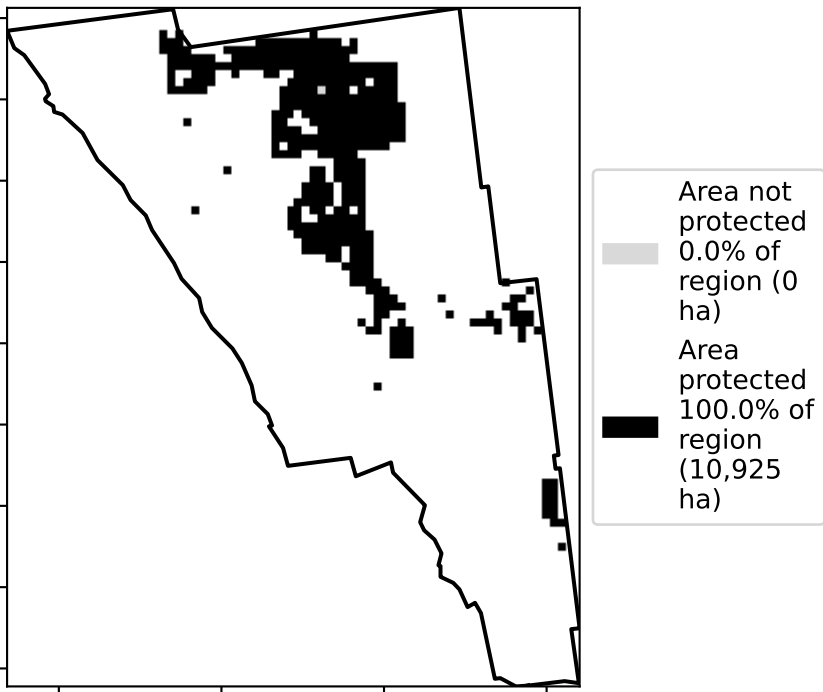 Area not
protected
0.0% of
region (0
ha)
Area
protected
100.0% of
region
(10,925
ha)